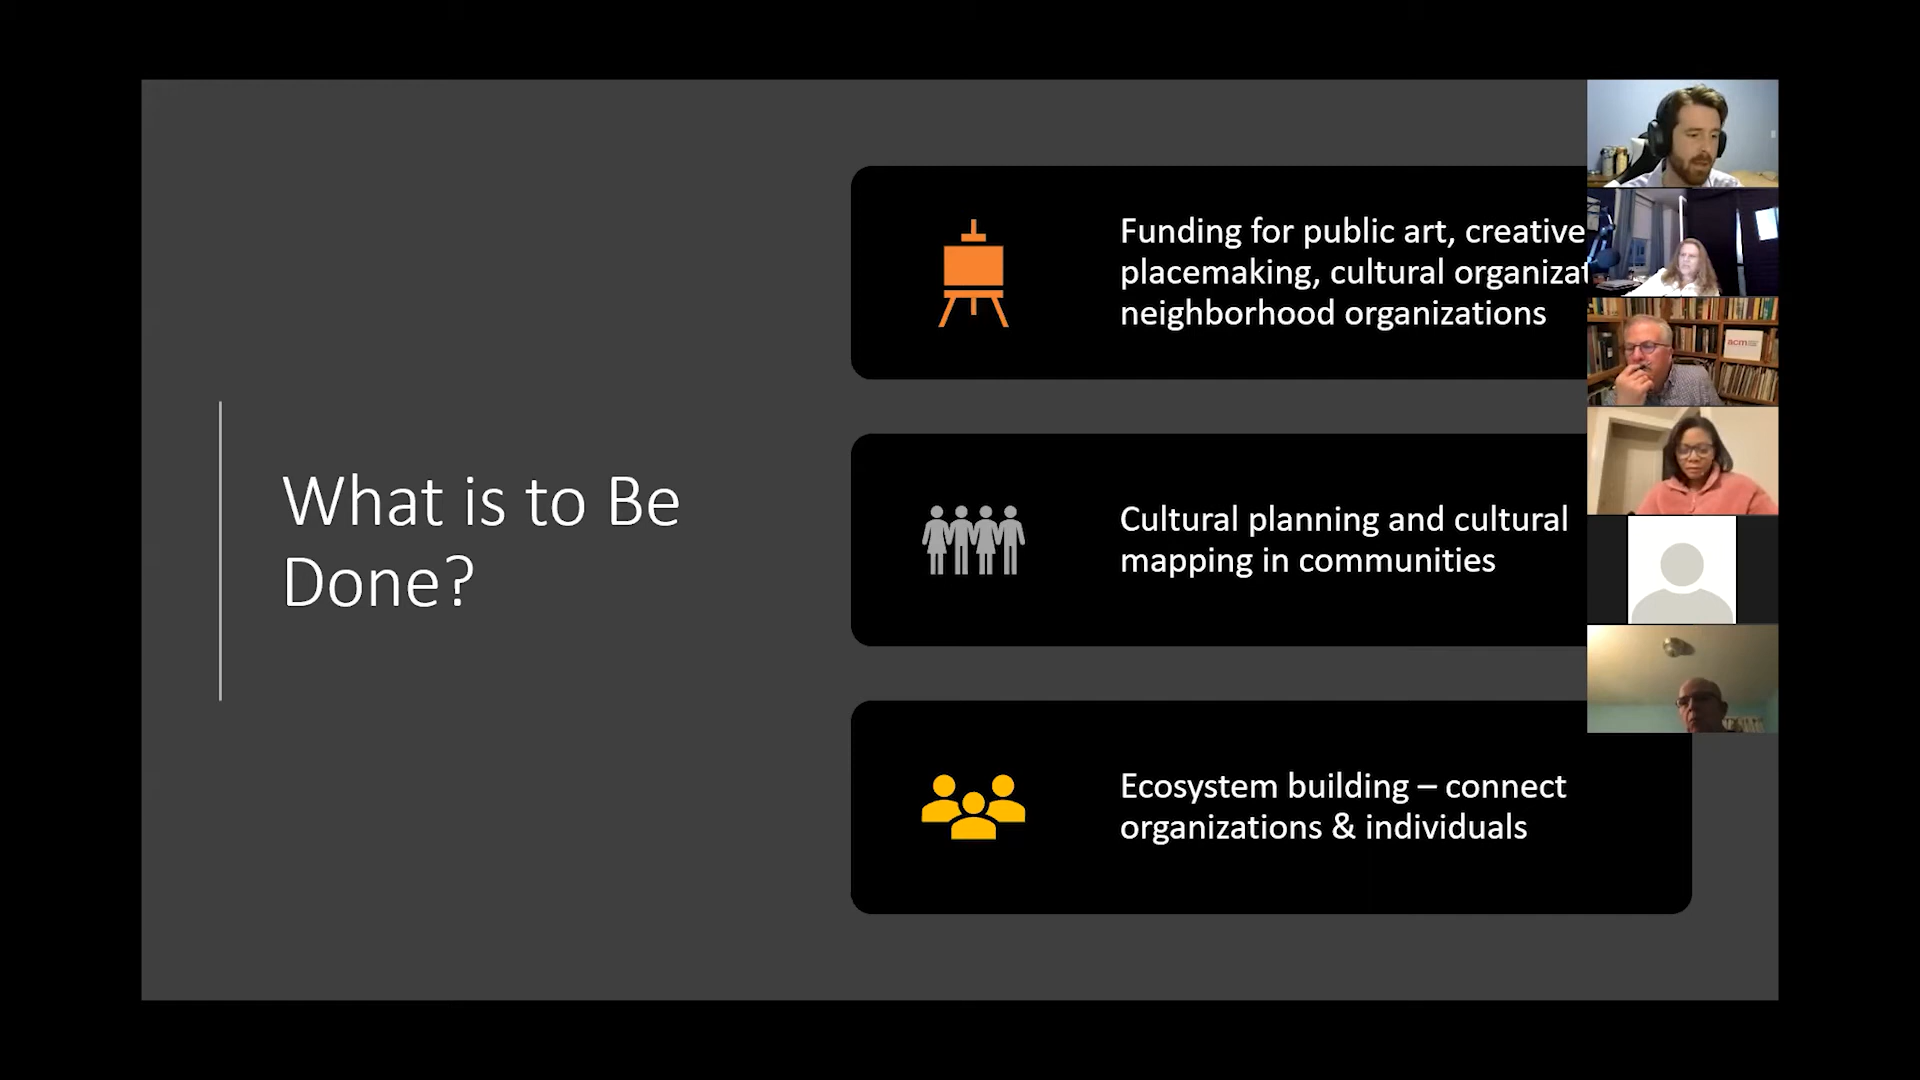 What is to Be
Done?
Funding for public art, creative
placemaking, cultural
neighborhood organizations
Cultural planning and cultural
mapping in communities
Ecosystem building – connect
organizations & individuals
acm